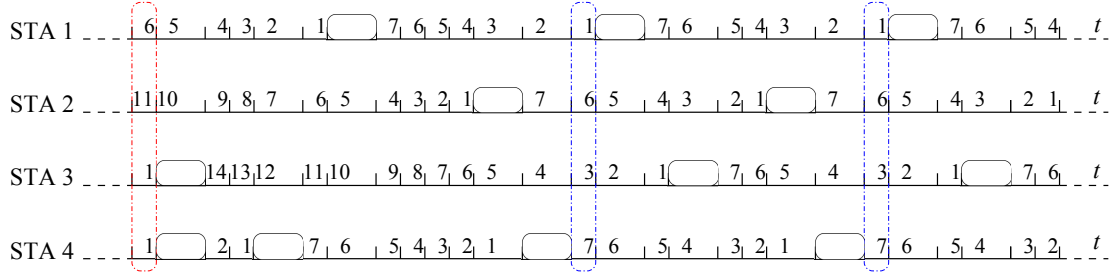 STA 1 6 5 4 3 2 1 7 6 5 4 3 2 1 7 6 5 4 3 2 1 7 6 5 4 t
STA 2 11 10 9 8 7 6 5 4 3 2 1 7 6 5 4 3 2 1 7 6 5 4 3 2 1 t
STA 3 1 14 13 12 11 10 9 8 7 6 5 4 3 2 1 7 6 5 4 3 2 1 7 6 t
STA 4 1 2 1 7 6 5 4 3 2 1 7 6 5 4 3 2 1 7 6 5 4 3 2 t